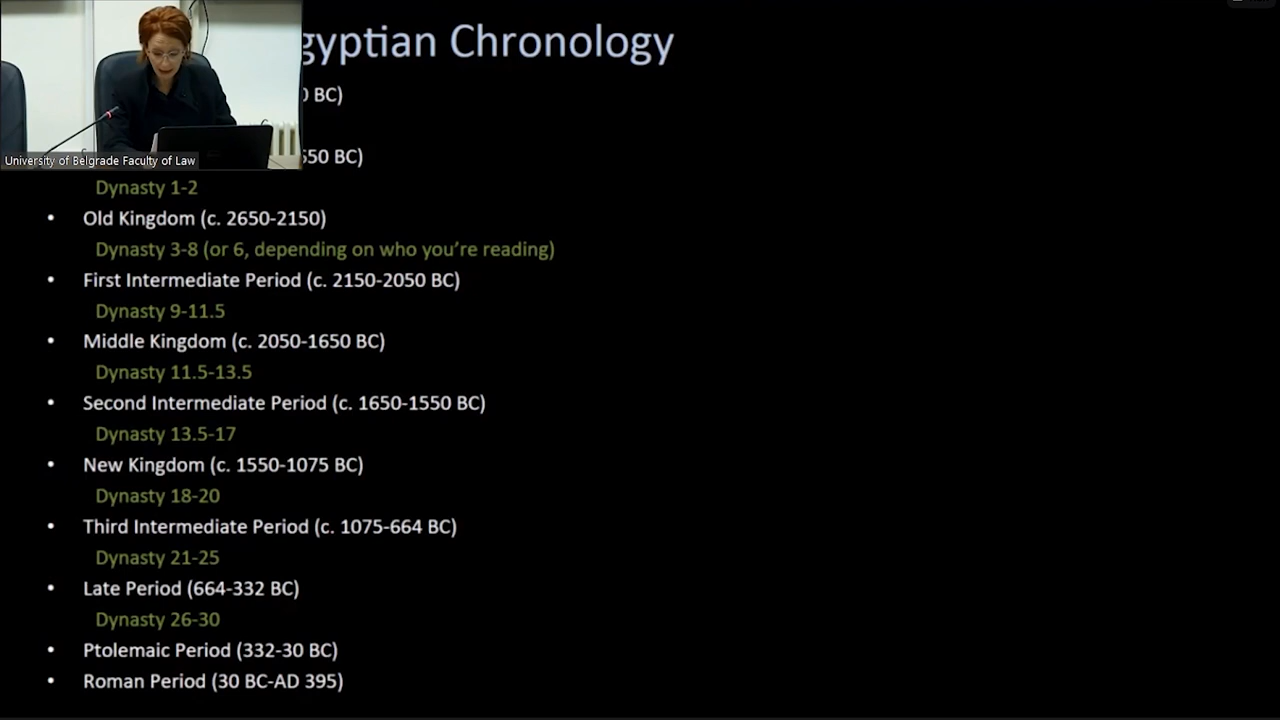 gyptian Chronology
0 BC)
University of Belgrade Faculty of Law
650 BC)
Dynasty 1-2
• Old Kingdom (c. 2650-2150)
Dynasty 3-8 (or 6, depending on who you're reading)
• First Intermediate Period (c. 2150-2050 BC)
Dynasty 9-11.5
• Middle Kingdom (c. 2050-1650 BC)
Dynasty 11.5-13.5
• Second Intermediate Period (c. 1650-1550 BC)
Dynasty 13.5-17
• New Kingdom (c. 1550-1075 BC)
Dynasty 18-20
• Third Intermediate Period (c. 1075-664 BC)
Dynasty 21-25
• Late Period (664-332 BC)
Dynasty 26-30
• Ptolemaic Period (332-30 BC)
• Roman Period (30 BC-AD 395)